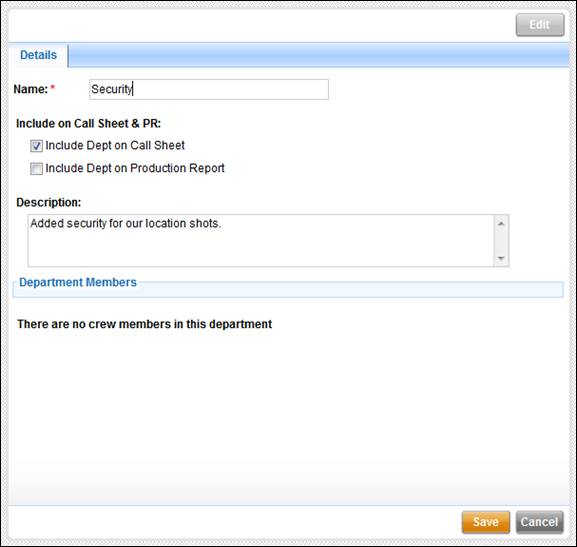 Edit
Details
Name: * Security
Include on Call Sheet & PR:
Include Dept on Call Sheet
Include Dept on Production Report
Description:
Added security for our location shots.
Department Members
There are no crew members in this department
Save Cancel